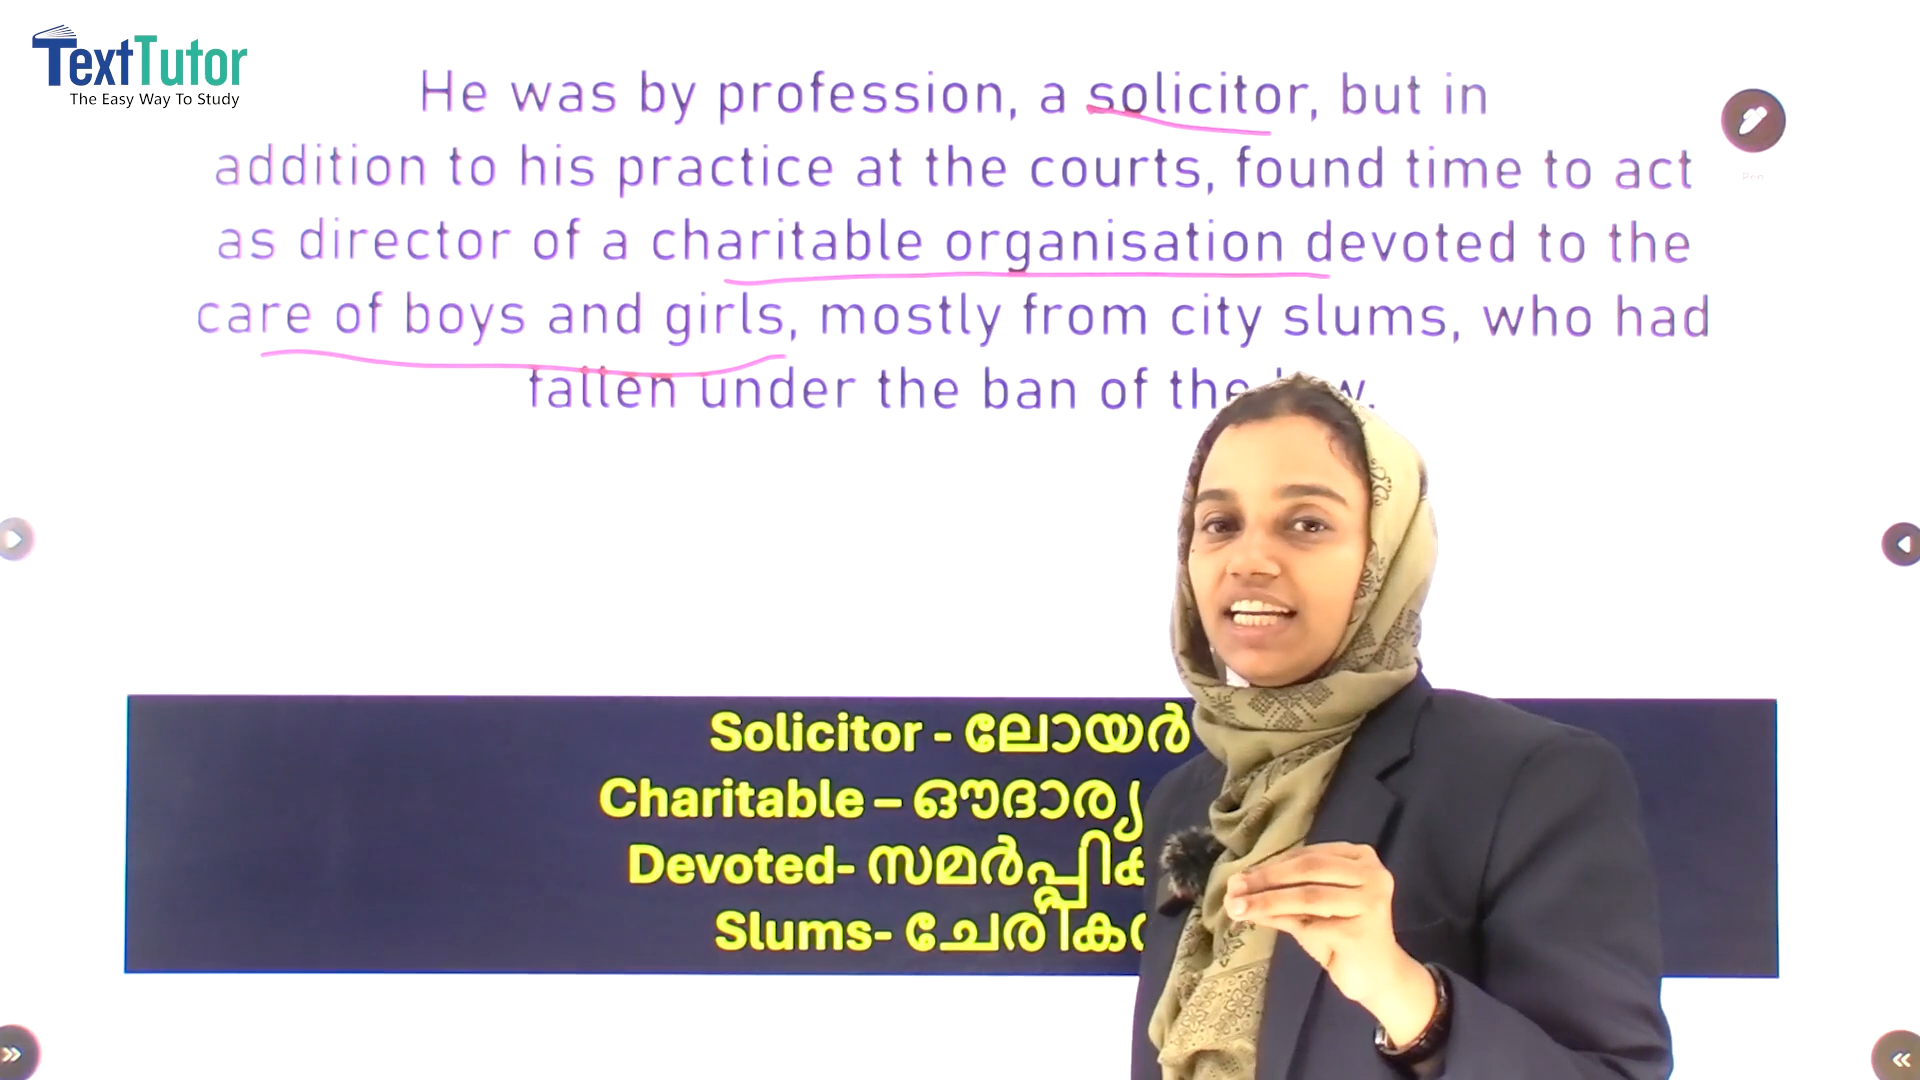 TextTutor
The Easy Way To Study
He was by profession, a solicitor, but in
addition to his practice at the courts, found time to act
as director of a charitable organisation devoted to the
care of boys and girls, mostly from city slums, who had
fallen under the ban of the
Pen
Solicitor - ലോയർ
Charitable –
Devoted-
Slums-